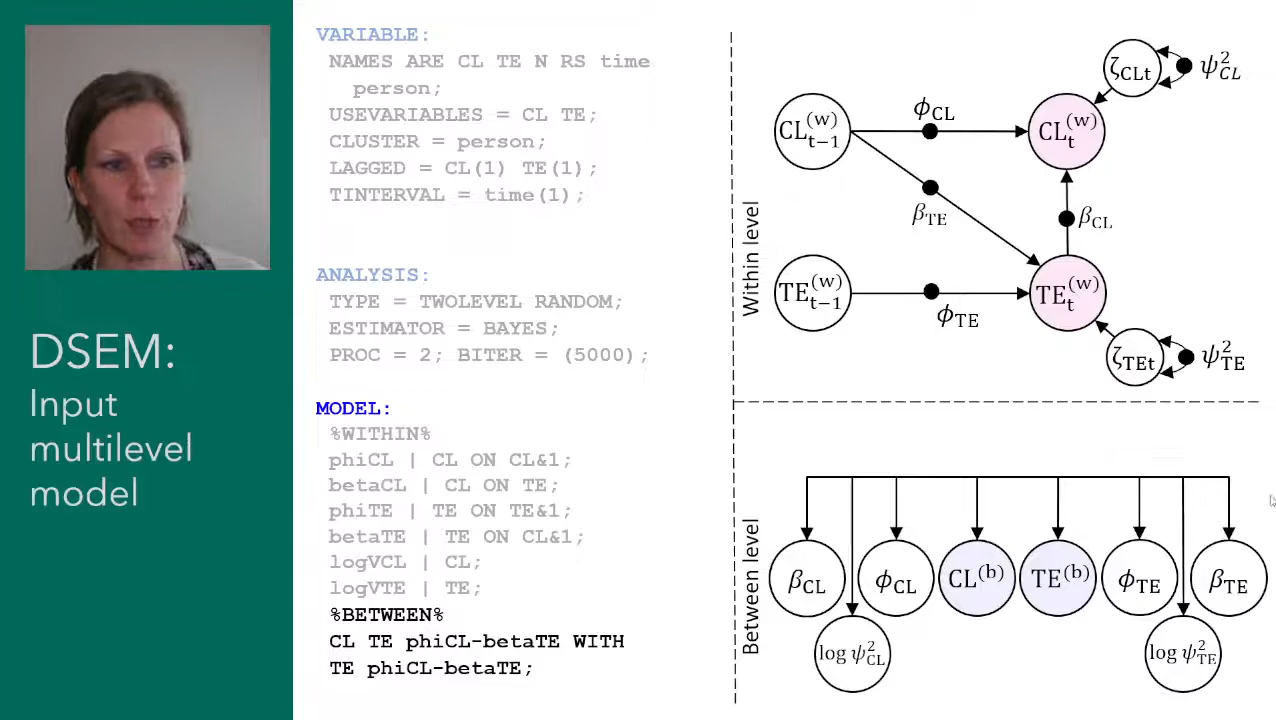 DSEM:
Input
multilevel
model
VARIABLE:
NAMES ARE CL TE N RS time
person;
USEVARIABLES = CL TE;
CLUSTER = person;
LAGGED = CL(1) TE(1);
TINTERVAL = time(1);
ANALYSIS:
TYPE = TWOLEVEL RANDOM;
ESTIMATOR = BAYES;
PROC = 2; BITER = (5000);
MODEL:
%WITHIN%
phiCL | CL ON CL&1;
betaCL | CL ON TE;
phiTE | TE ON TE&1;
betaTE | TE ON CL&1;
logVCL | CL;
logVTE | TE;
%BETWEEN%
CL TE phiCL-betaTE WITH
TE phiCL-betaTE;
Within level
ζCLt
ψ²CL
CL(w)t−1
ϕCL
CL(w)t
βTE
βCL
TE(w)t−1
ϕTE
TE(w)t
ζTEt
ψ²TE
Between level
βCL
ϕCL
CL(b)
TE(b)
ϕTE
βTE
log ψ²CL
log ψ²TE